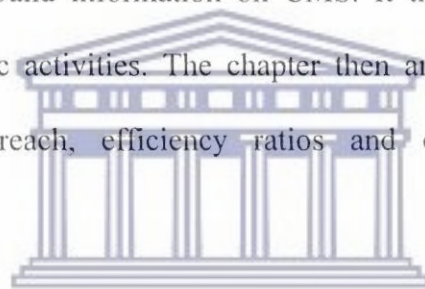 information on CMS. It
c activities. The chapter then
reach, efficiency ratios and